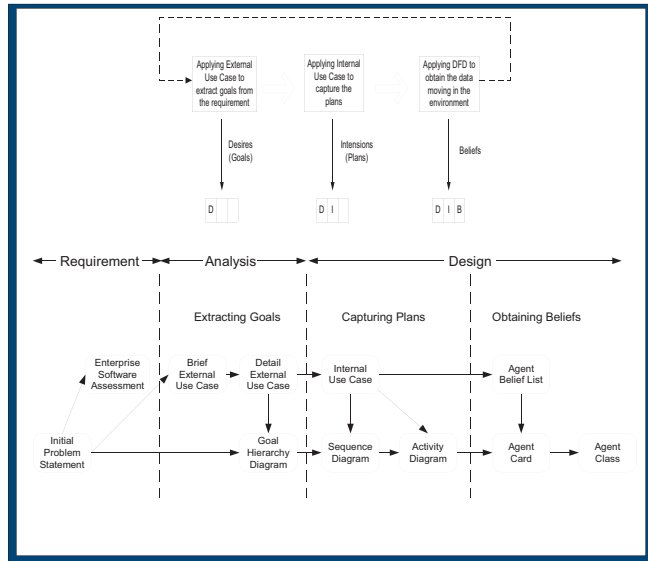 Applying External
Use Case to
extract goals from
the requirement
Applying Internal
Use Case to
capture the
plans
Applying DFD to
obtain the data
moving in the
environment
Desires
(Goals)
Intensions
(Plans)
Beliefs
D
D I
D I B
Requirement
Analysis
Design
Extracting Goals
Capturing Plans
Obtaining Beliefs
Enterprise
Software
Assessment
Brief
External
Use Case
Detail
External
Use Case
Internal
Use Case
Agent
Belief List
Initial
Problem
Statement
Goal
Hierarchy
Diagram
Sequence
Diagram
Activity
Diagram
Agent
Card
Agent
Class